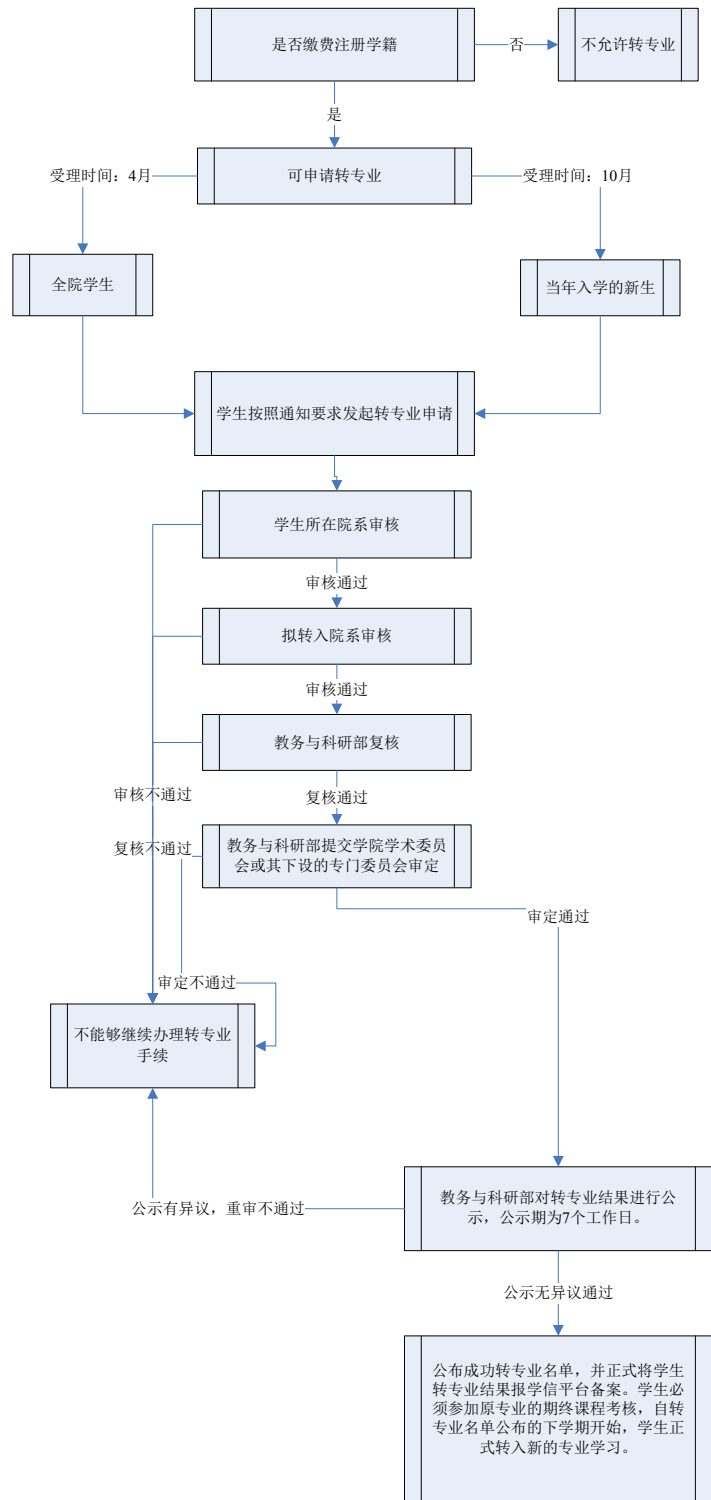 是否缴费注册学籍
否
不允许转专业
是
受理时间：4月
可申请转专业
受理时间：10月
全院学生
当年入学的新生
学生按照通知要求发起转专业申请
学生所在院系审核
审核通过
拟转入院系审核
审核通过
教务与科研部复核
审核不通过
复核通过
复核不通过
教务与科研部提交学院学术委员
会或其下设的专门委员会审定
审定通过
审定不通过
不能够继续办理转专业
手续
教务与科研部对转专业结果进行公
示，公示期为7个工作日。
公示有异议，重审不通过
公示无异议通过
公布成功转专业名单，并正式将学生
转专业结果报学信平台备案。学生必
须参加原专业的期终课程考核，自转
专业名单公布的下学期开始，学生正
式转入新的专业学习。